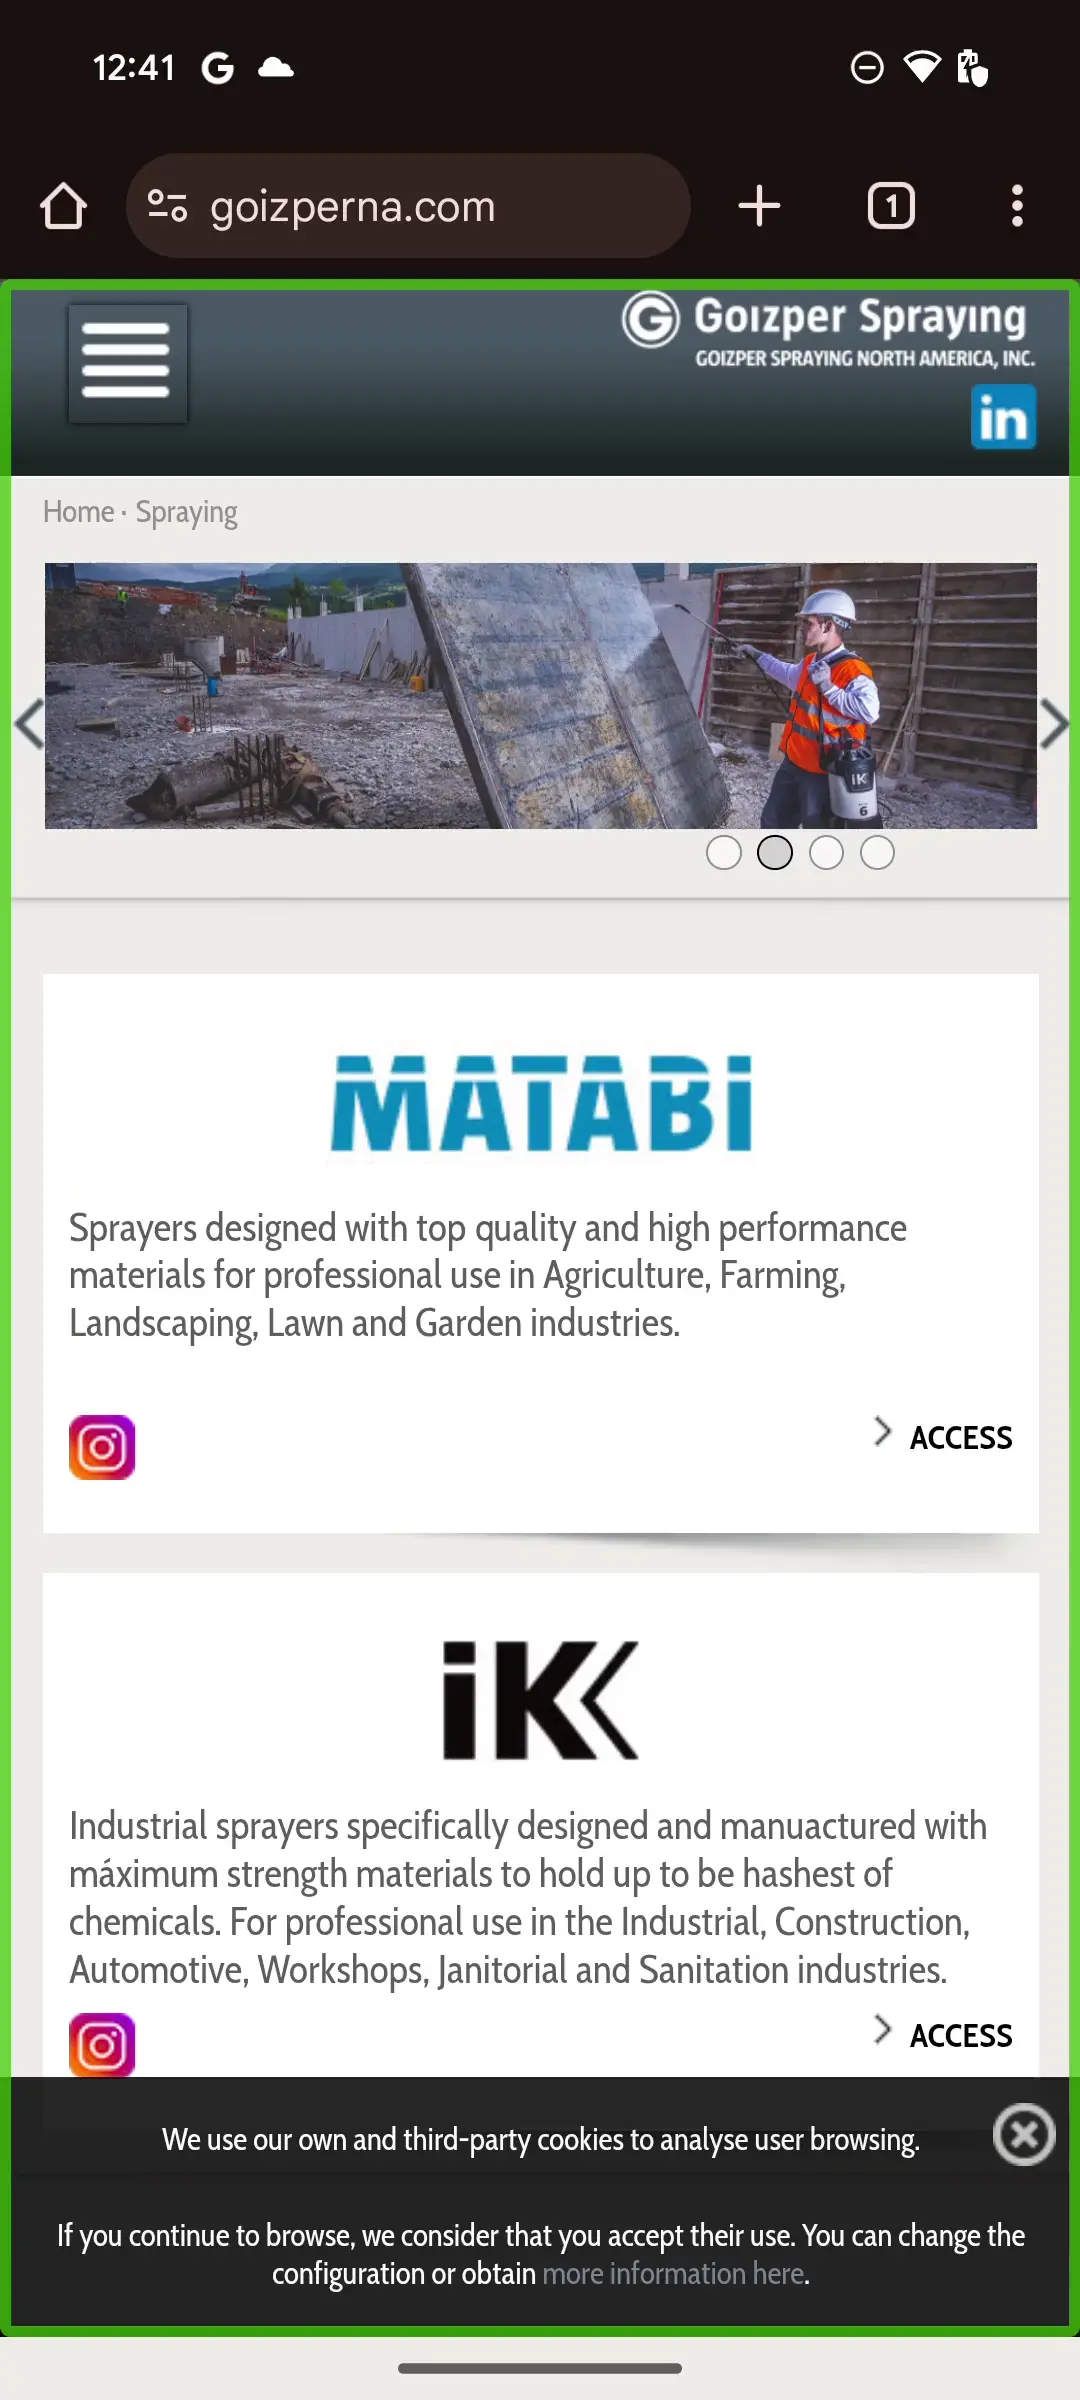 12:41
goizperna.com
1
Goizper Spraying
GOIZPER SPRAYING NORTH AMERICA, INC.
in
Home · Spraying
iK
6
MATABi
Sprayers designed with top quality and high performance
materials for professional use in Agriculture, Farming,
Landscaping, Lawn and Garden industries.
ACCESS
iK
Industrial sprayers specifically designed and manuactured with
máximum strength materials to hold up to be hashest of
chemicals. For professional use in the Industrial, Construction,
Automotive, Workshops, Janitorial and Sanitation industries.
ACCESS
We use our own and third-party cookies to analyse user browsing.
If you continue to browse, we consider that you accept their use. You can change the
configuration or obtain more information here.